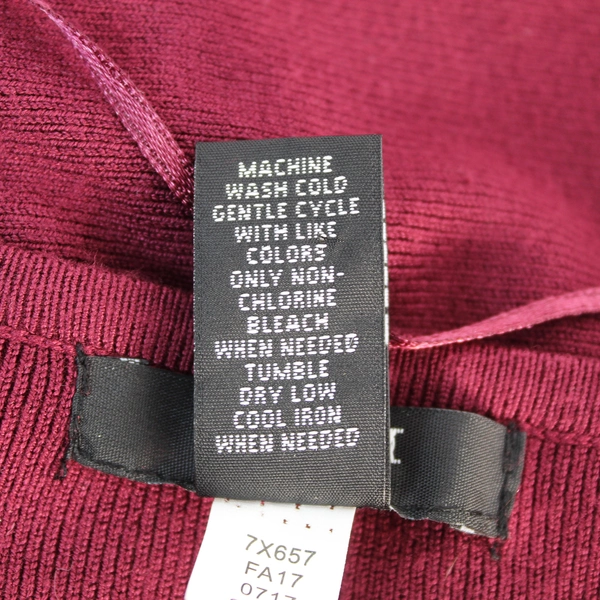 MACHINE
WASH COLD
GENTLE CYCLE
WITH LIKE
COLORS
ONLY NON-
CHLORINE
BLEACH
WHEN NEEDED
TUMBLE
DRY LOW
COOL IRON
WHEN NEEDED
7X657
FA17
0717